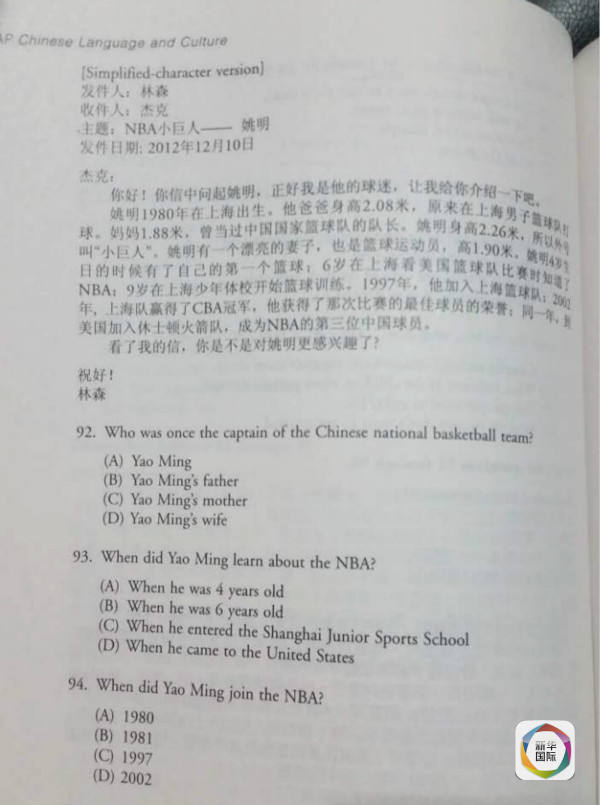 AP Chinese Language and Culture
[Simplified-character version]
发件人：林森
收件人：杰克
主题：NBA小巨人—— 姚明
发件日期: 2012年12月10日
杰克：
你好！你信中问起姚明，正好我是他的球迷，让我给你介绍一下吧。
姚明1980年在上海出生。他爸爸身高2.08米，原来在上海男子篮球队打
球。妈妈1.88米，曾当过中国国家篮球队的队长。姚明身高2.26米，所以外号
叫“小巨人”。姚明有一个漂亮的妻子，也是篮球运动员，高1.90米。姚明4岁生
日的时候有了自己的第一个篮球；6岁在上海看美国篮球队比赛时知道了
NBA；9岁在上海少年体校开始篮球训练。1997年，他加入上海篮球队；2002
年，上海队赢得了CBA冠军，他获得了那次比赛的最佳球员的荣誉；同一年，到
美国加入休士顿火箭队，成为NBA的第三位中国球员。
看了我的信，你是不是对姚明更感兴趣了？
祝好！
林森
92. Who was once the captain of the Chinese national basketball team?
(A) Yao Ming
(B) Yao Ming's father
(C) Yao Ming's mother
(D) Yao Ming's wife
93. When did Yao Ming learn about the NBA?
(A) When he was 4 years old
(B) When he was 6 years old
(C) When he entered the Shanghai Junior Sports School
(D) When he came to the United States
94. When did Yao Ming join the NBA?
(A) 1980
(B) 1981
(C) 1997
(D) 2002
新华
国际